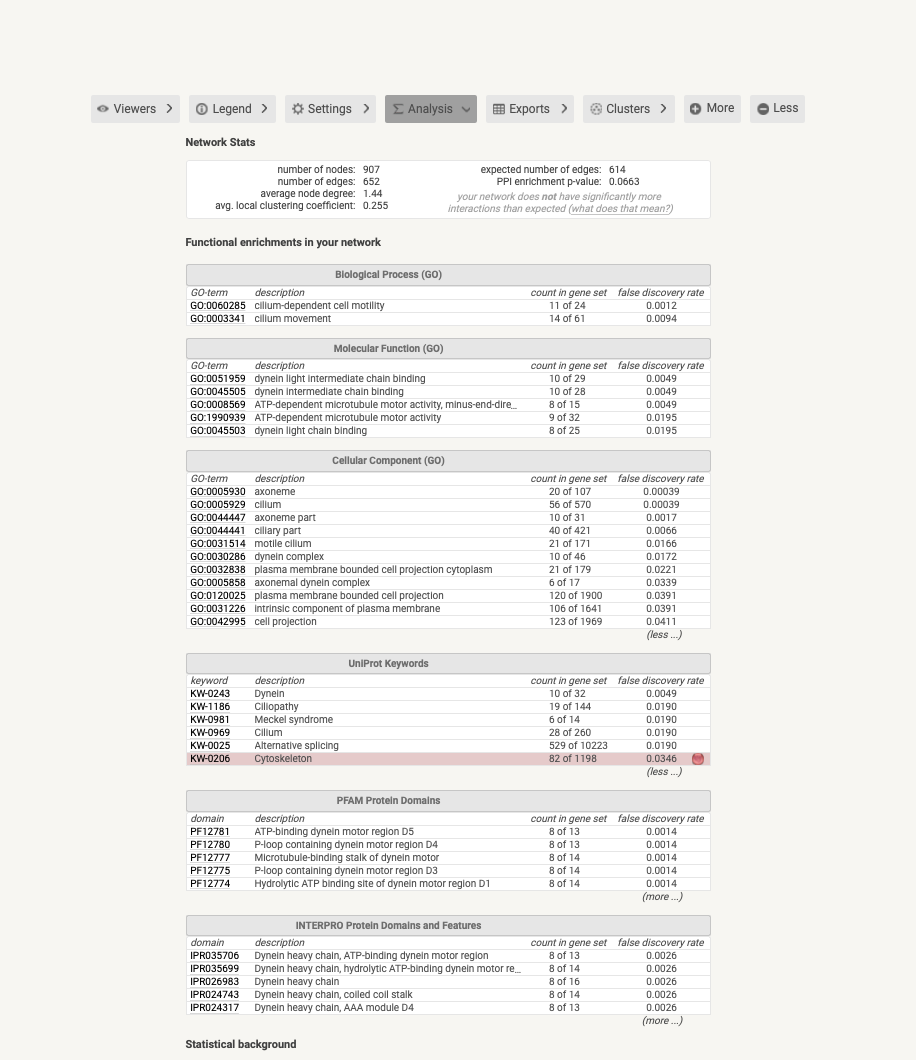 Viewers Legend Settings Analysis Exports Clusters More Less
Network Stats
number of nodes: 907 expected number of edges: 614
number of edges: 652 PPI enrichment p-value: 0.0663
average node degree: 1.44 your network does not have significantly more
avg. local clustering coefficient: 0.255 interactions than expected (what does that mean?)
Functional enrichments in your network
Biological Process (GO)
GO-term description count in gene set false discovery rate
GO:0060285 cilium-dependent cell motility 11 of 24 0.0012
GO:0003341 cilium movement 14 of 61 0.0094
Molecular Function (GO)
GO-term description count in gene set false discovery rate
GO:0051959 dynein light intermediate chain binding 10 of 29 0.0049
GO:0045505 dynein intermediate chain binding 10 of 28 0.0049
GO:0008569 ATP-dependent microtubule motor activity, minus-end-dire... 8 of 15 0.0049
GO:1990939 ATP-dependent microtubule motor activity 9 of 32 0.0195
GO:0045503 dynein light chain binding 8 of 25 0.0195
Cellular Component (GO)
GO-term description count in gene set false discovery rate
GO:0005930 axoneme 20 of 107 0.00039
GO:0005929 cilium 56 of 570 0.00039
GO:0044447 axoneme part 10 of 31 0.0017
GO:0044441 ciliary part 40 of 421 0.0066
GO:0031514 motile cilium 21 of 171 0.0166
GO:0030286 dynein complex 10 of 46 0.0172
GO:0032838 plasma membrane bounded cell projection cytoplasm 21 of 179 0.0221
GO:0005858 axonemal dynein complex 6 of 17 0.0339
GO:0120025 plasma membrane bounded cell projection 120 of 1900 0.0391
GO:0031226 intrinsic component of plasma membrane 106 of 1641 0.0391
GO:0042995 cell projection 123 of 1969 0.0411
(less ...)
UniProt Keywords
keyword description count in gene set false discovery rate
KW-0243 Dynein 10 of 32 0.0049
KW-1186 Ciliopathy 19 of 144 0.0190
KW-0981 Meckel syndrome 6 of 14 0.0190
KW-0969 Cilium 28 of 260 0.0190
KW-0025 Alternative splicing 529 of 10223 0.0190
KW-0206 Cytoskeleton 82 of 1198 0.0346
(less ...)
PFAM Protein Domains
domain description count in gene set false discovery rate
PF12781 ATP-binding dynein motor region D5 8 of 13 0.0014
PF12780 P-loop containing dynein motor region D4 8 of 13 0.0014
PF12777 Microtubule-binding stalk of dynein motor 8 of 14 0.0014
PF12775 P-loop containing dynein motor region D3 8 of 14 0.0014
PF12774 Hydrolytic ATP binding site of dynein motor region D1 8 of 14 0.0014
(more ...)
INTERPRO Protein Domains and Features
domain description count in gene set false discovery rate
IPR035706 Dynein heavy chain, ATP-binding dynein motor region 8 of 13 0.0026
IPR035699 Dynein heavy chain, hydrolytic ATP-binding dynein motor re... 8 of 14 0.0026
IPR026983 Dynein heavy chain 8 of 16 0.0026
IPR024743 Dynein heavy chain, coiled coil stalk 8 of 14 0.0026
IPR024317 Dynein heavy chain, AAA module D4 8 of 13 0.0026
(more ...)
Statistical background